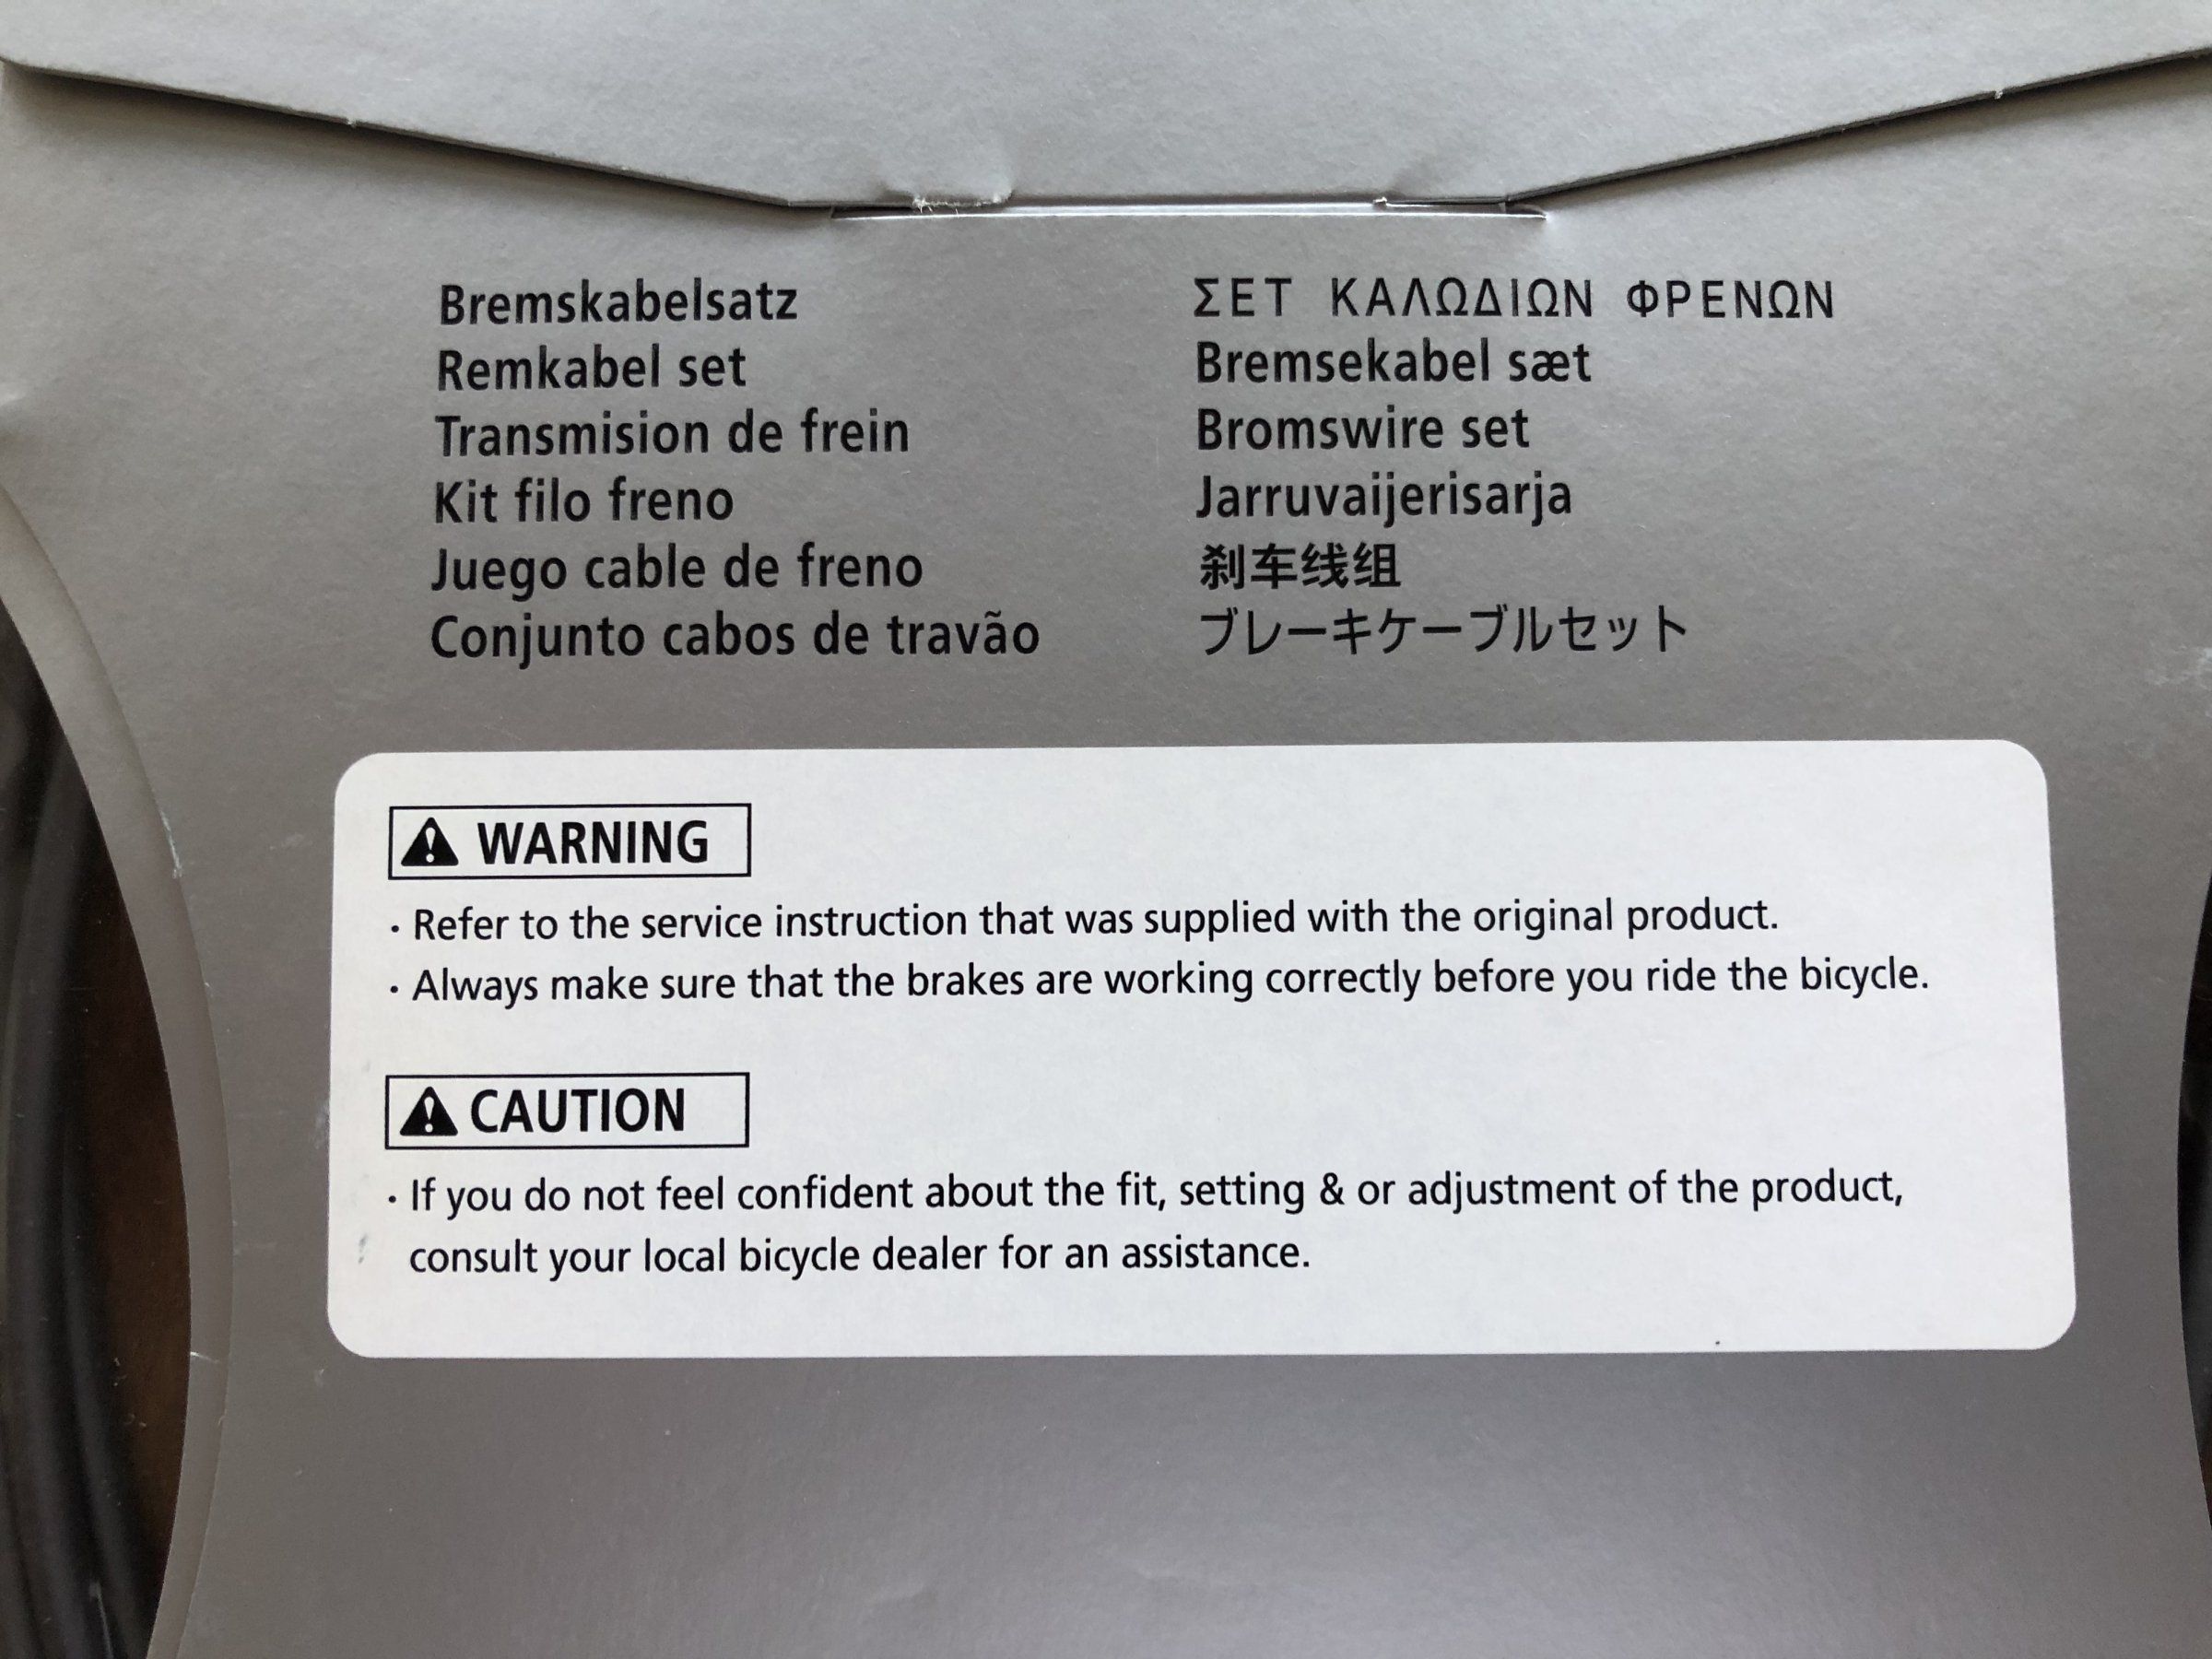 Bremskabelsatz
Remkabel set
Transmision de frein
Kit filo freno
Juego cable de freno
Conjunto cabos de travão
ΣΕΤ ΚΑΛΩΔΙΩΝ ΦΡΕΝΩΝ
Bremsekabel sæt
Bromswire set
Jarruvaijerisarja
刹车线组
ブレーキケーブルセット
WARNING
· Refer to the service instruction that was supplied with the original product.
· Always make sure that the brakes are working correctly before you ride the bicycle.
CAUTION
· If you do not feel confident about the fit, setting & or adjustment of the product,
consult your local bicycle dealer for an assistance.